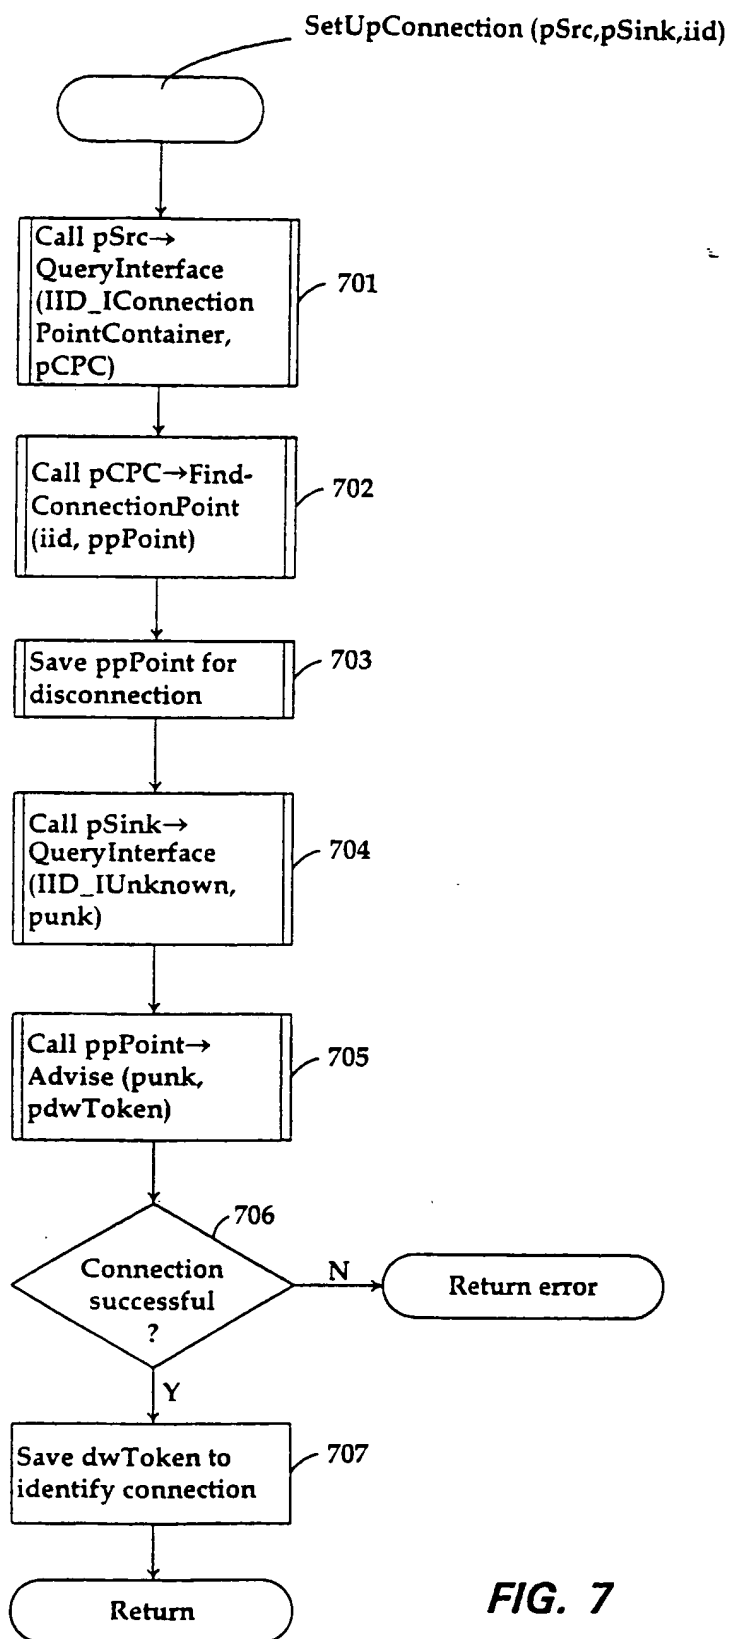 SetUpConnection (pSrc,pSink,iid)
Call pSrc→
QueryInterface
(IID_IConnection
PointContainer,
pCPC)
701
Call pCPC→Find-
ConnectionPoint
(iid, ppPoint)
702
Save ppPoint for
disconnection
703
Call pSink→
QueryInterface
(IID_IUnknown,
punk)
704
Call ppPoint→
Advise (punk,
pdwToken)
705
706
Connection
successful
?
N
Return error
Y
Save dwToken to
identify connection
707
Return
FIG. 7